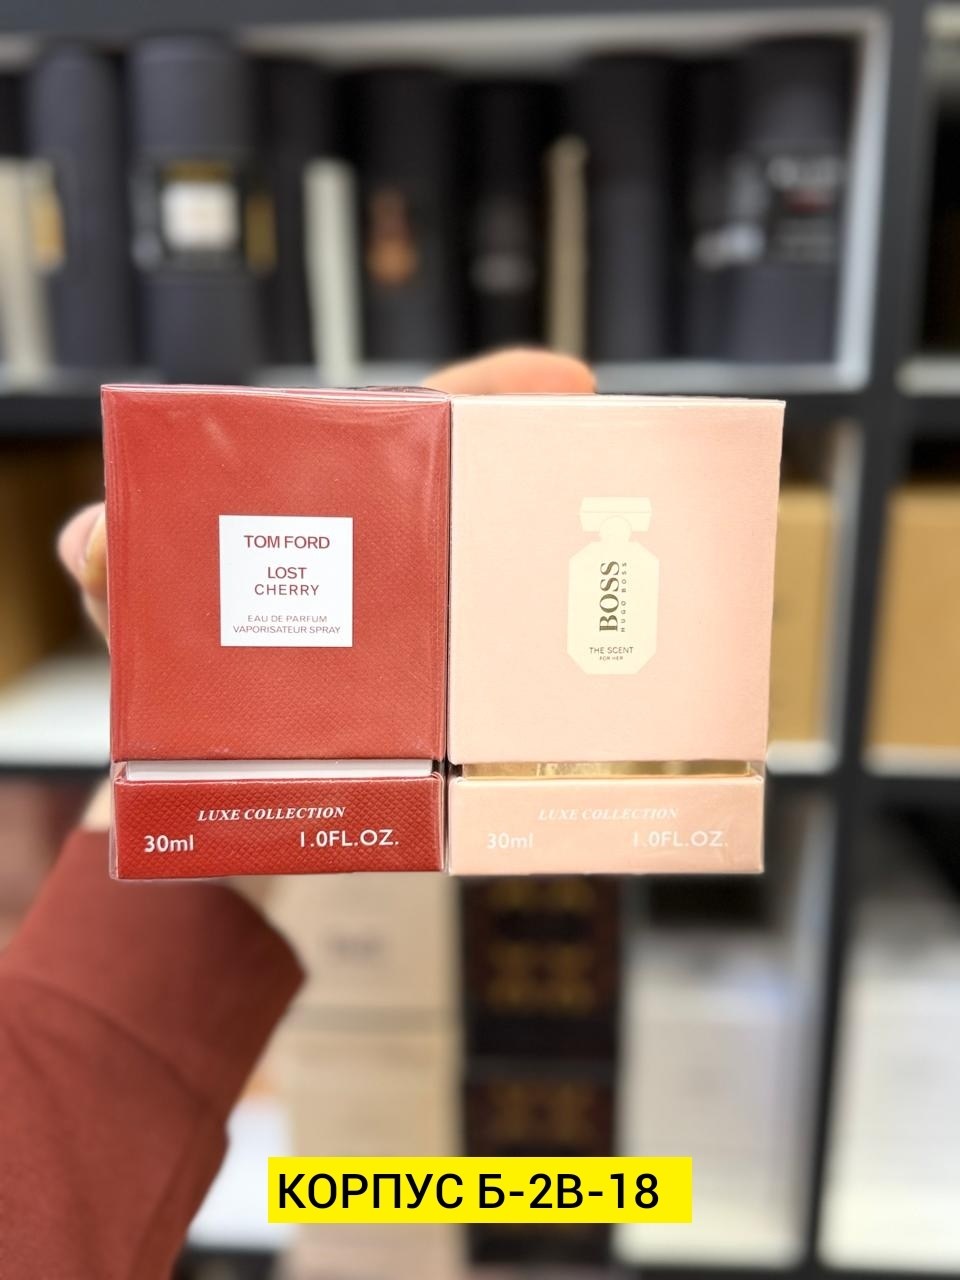 TOM FORD
LOST
CHERRY
EAU DE PARFUM
VAPORISATEUR SPRAY
LUXE COLLECTION
30ml 1.0FL.OZ.
BOSS
HUGO BOSS
THE SCENT
FOR HER
LUXE COLLECTION
30ml 1.0FL.OZ.
КОРПУС Б-2В-18